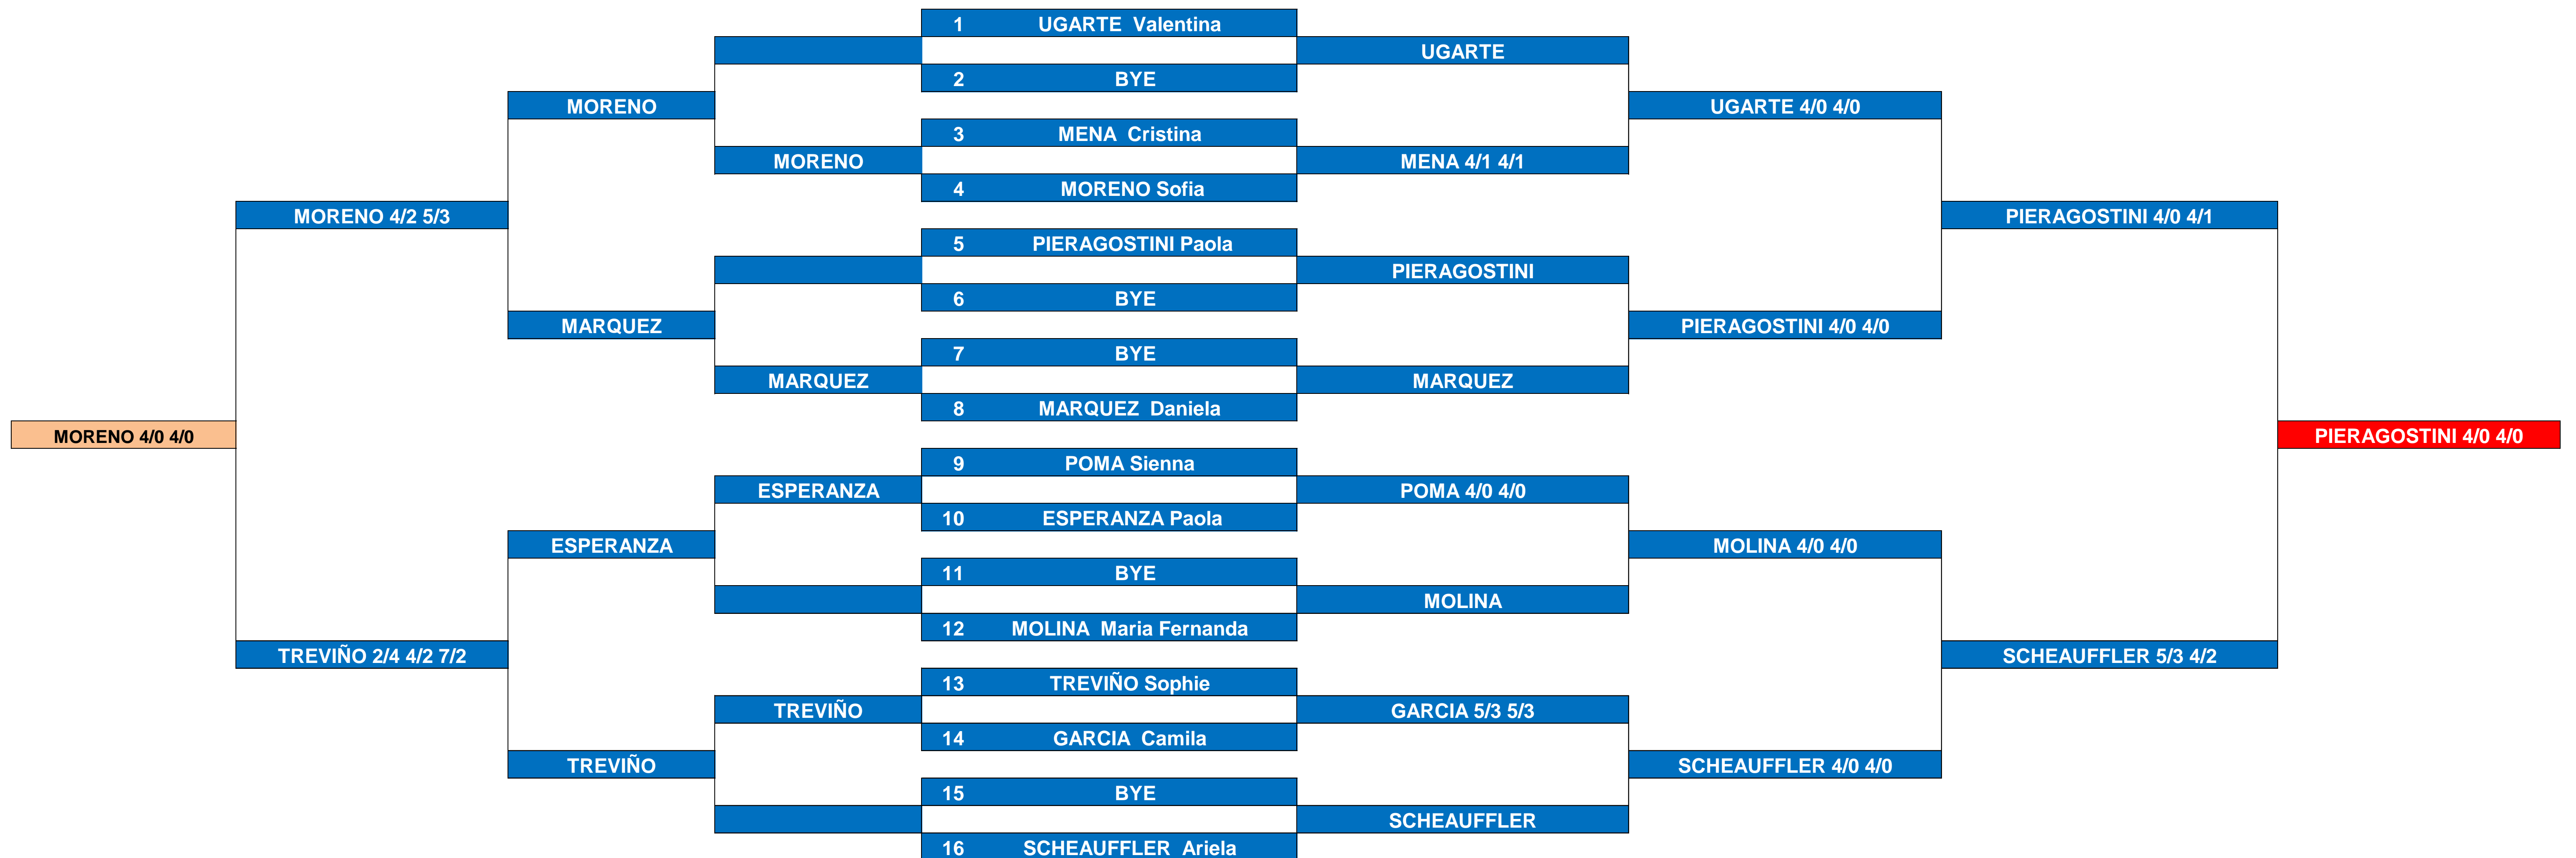 1 UGARTE Valentina
UGARTE
2 BYE
MORENO
UGARTE 4/0 4/0
3 MENA Cristina
MORENO
MENA 4/1 4/1
4 MORENO Sofia
MORENO 4/2 5/3
PIERAGOSTINI 4/0 4/1
5 PIERAGOSTINI Paola
PIERAGOSTINI
6 BYE
MARQUEZ
PIERAGOSTINI 4/0 4/0
7 BYE
MARQUEZ
MARQUEZ
8 MARQUEZ Daniela
MORENO 4/0 4/0
PIERAGOSTINI 4/0 4/0
9 POMA Sienna
ESPERANZA
POMA 4/0 4/0
10 ESPERANZA Paola
ESPERANZA
MOLINA 4/0 4/0
11 BYE
MOLINA
12 MOLINA Maria Fernanda
TREVIÑO 2/4 4/2 7/2
SCHEAUFFLER 5/3 4/2
13 TREVIÑO Sophie
TREVIÑO
GARCIA 5/3 5/3
14 GARCIA Camila
TREVIÑO
SCHEAUFFLER 4/0 4/0
15 BYE
SCHEAUFFLER
16 SCHEAUFFLER Ariela